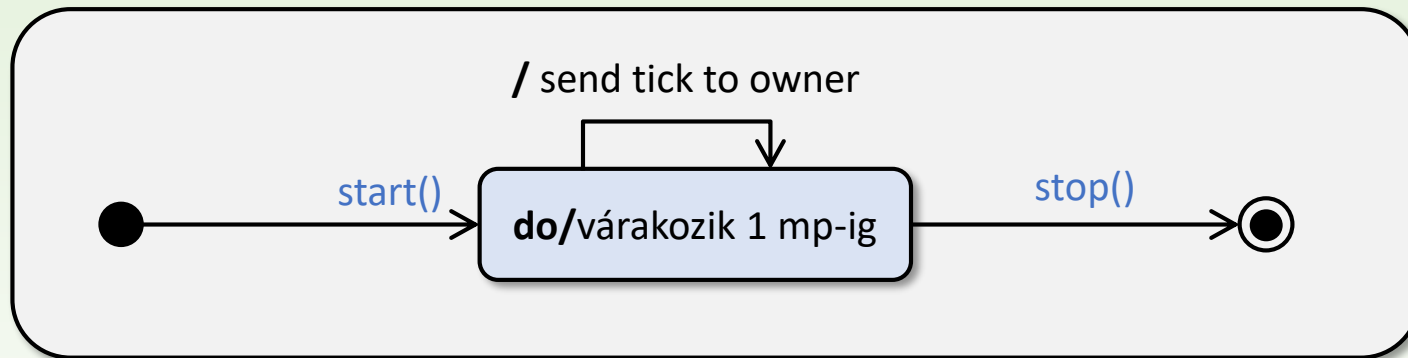 / send tick to owner
start()
do/várakozik 1 mp-ig
stop()